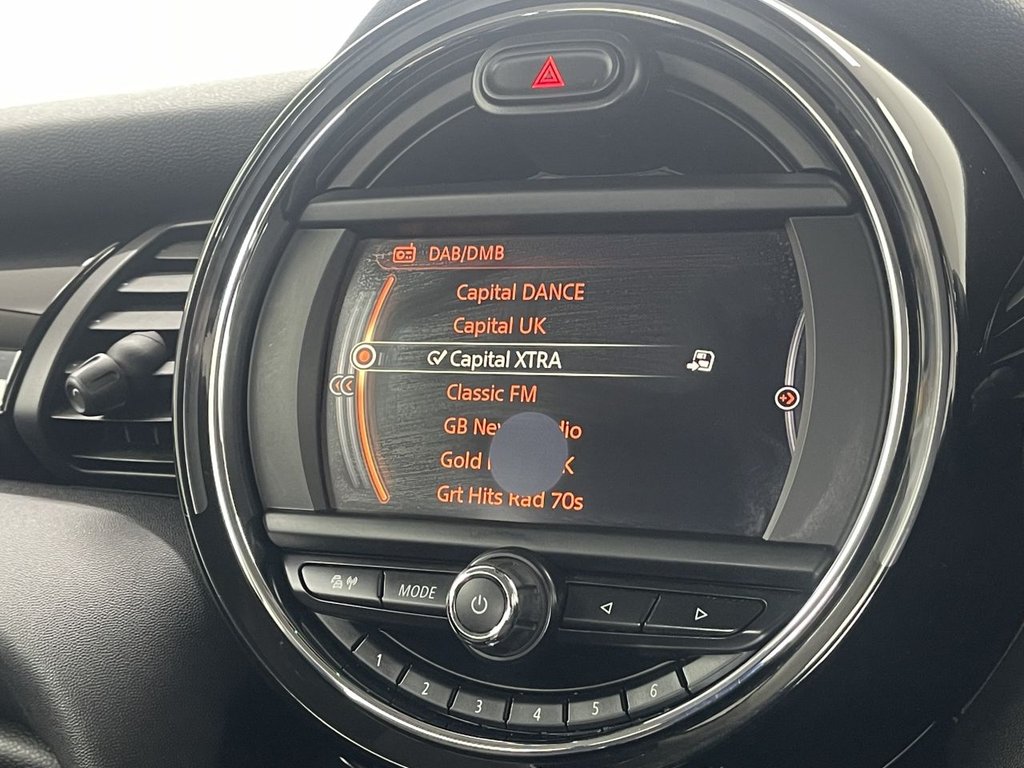 DAB/DMB
Capital DANCE
Capital UK
Capital XTRA
Classic FM
GB
Gold
Grt Hits Rad 70s
MODE
1 2 3 4 5 6